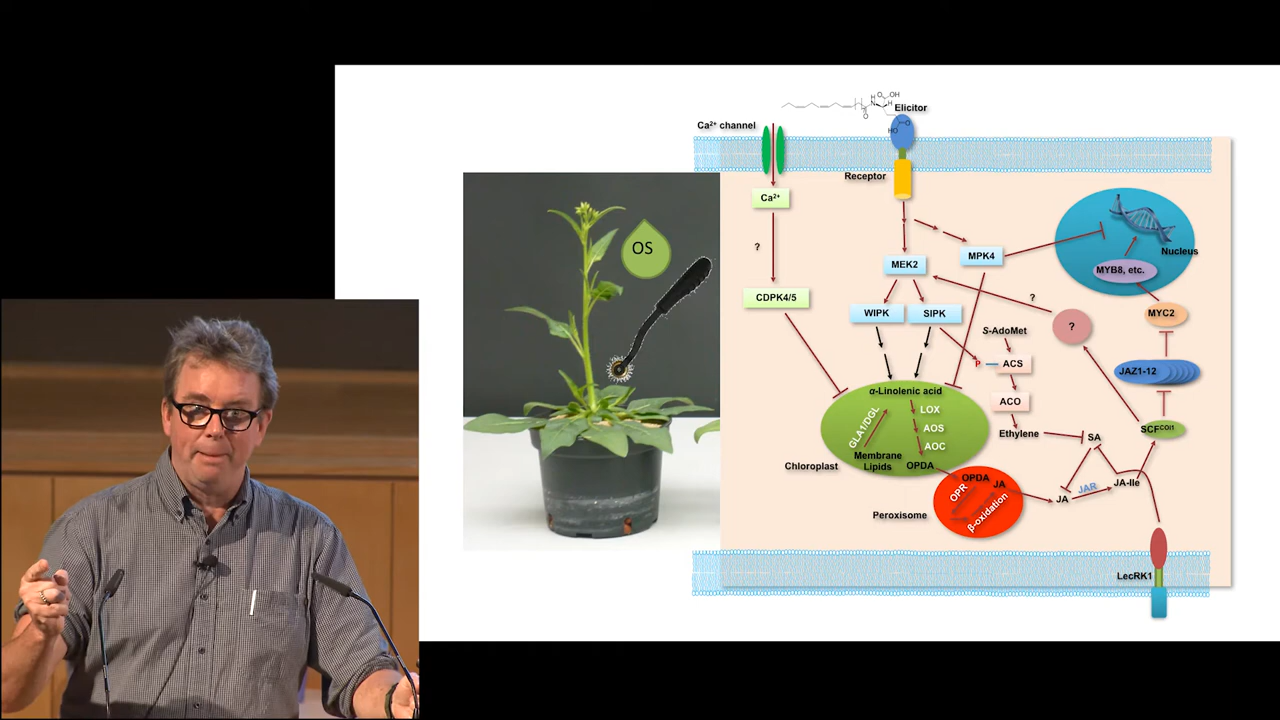 OH
O
H
N
H
Elicitor
O
O
HO
Ca²⁺ channel
Receptor
Ca²⁺
OS
?
Nucleus
MEK2
MPK4
MYB8, etc.
CDPK4/5
?
WIPK
SIPK
MYC2
?
S-AdoMet
P
ACS
JAZ1-12
α-Linolenic acid
ACO
LOX
GLA1/DGL
AOS
SCF^COI1
Ethylene
SA
AOC
Membrane
Lipids
Chloroplast
OPDA
OPDA
JA
JA-Ile
JAR
OPR
JA
β-oxidation
Peroxisome
LecRK1